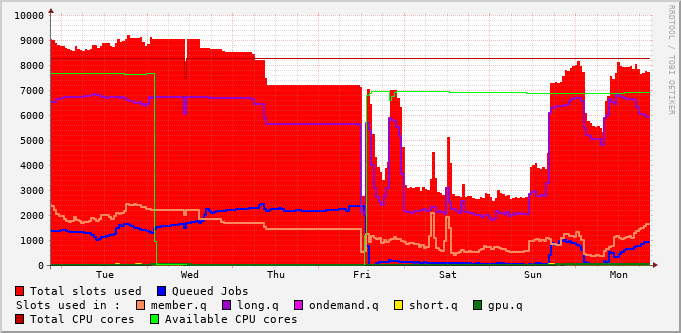 10000
9000
8000
7000
6000
5000
4000
3000
2000
1000
0
Tue Wed Thu Fri Sat Sun Mon
RRDTOOL / TOBI OETIKER
Total slots used Queued Jobs
Slots used in : member.q long.q ondemand.q short.q gpu.q
Total CPU cores Available CPU cores